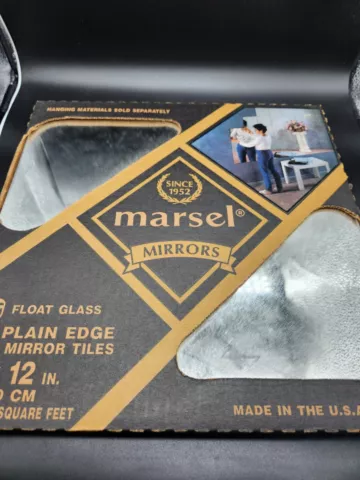 HANGING MATERIALS SOLD SEPARATELY
SINCE
1952
marsel®
MIRRORS
FLOAT GLASS
PLAIN EDGE
MIRROR TILES
12 IN.
CM
SQUARE FEET
MADE IN THE U.S.A